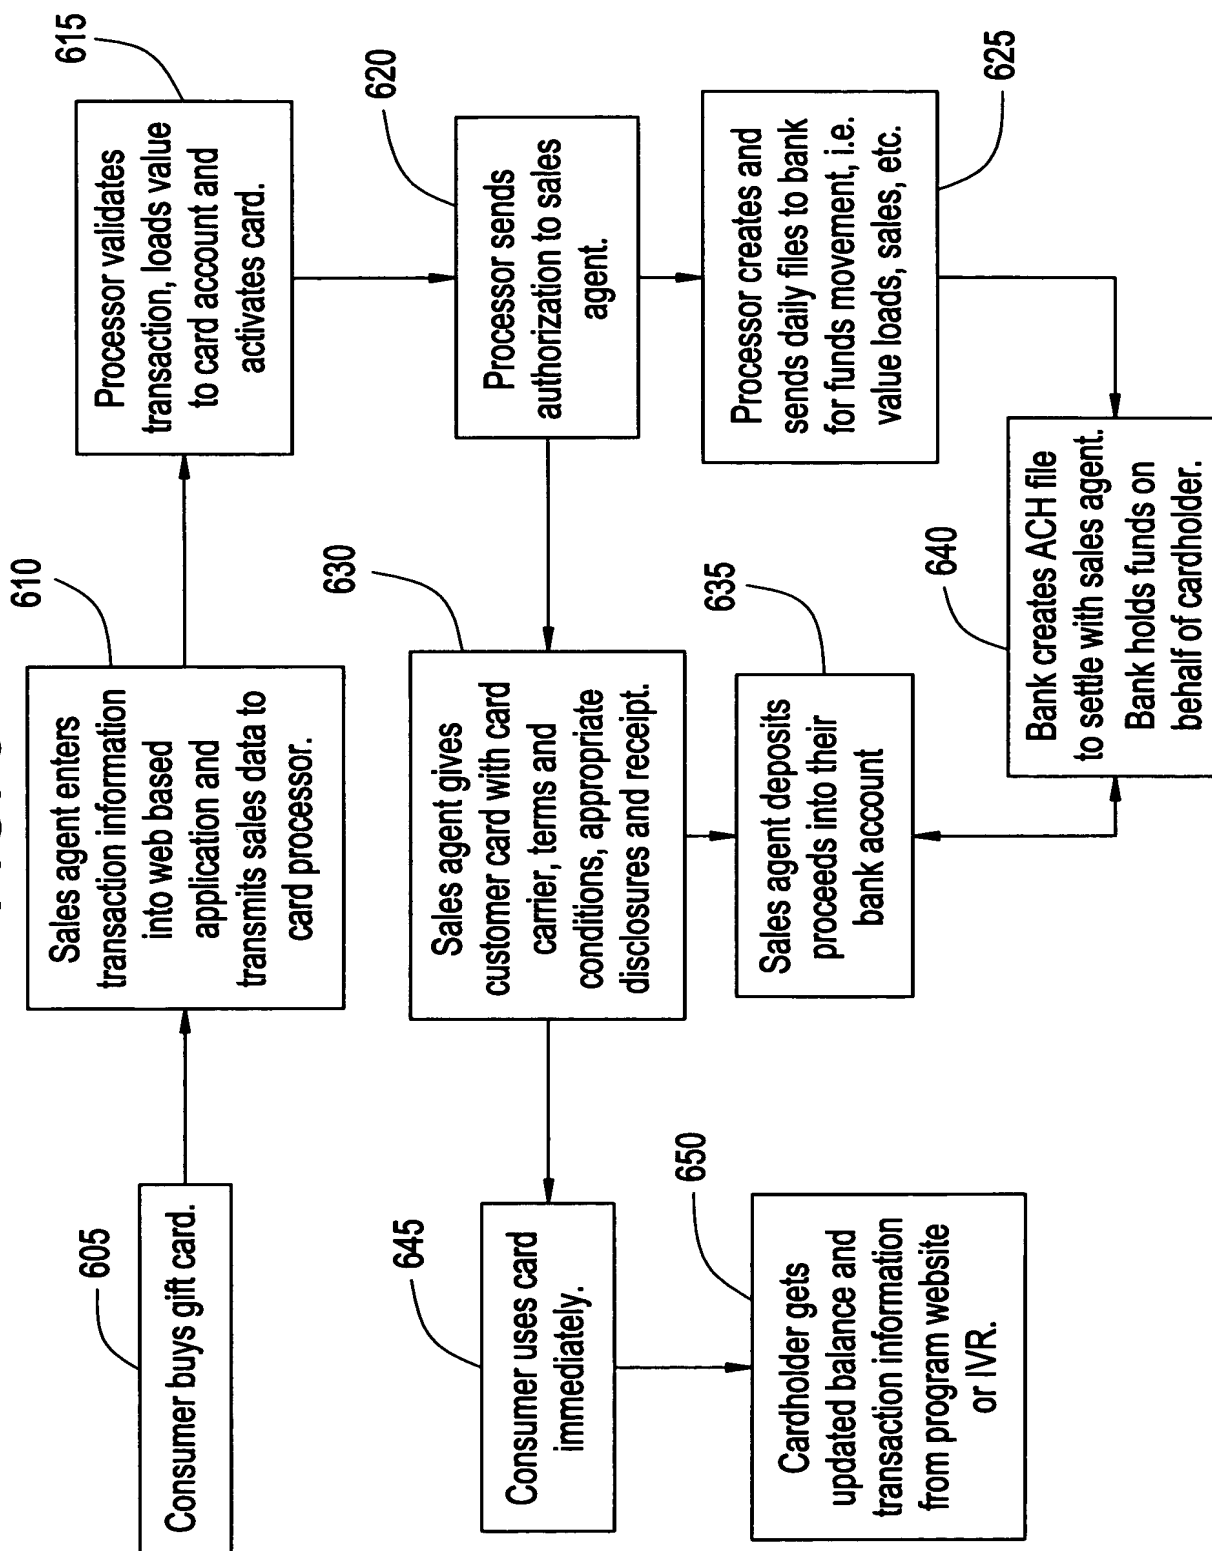 605
Consumer buys gift card.
610
Sales agent enters
transaction information
into web based
application and
transmits sales data to
card processor.
615
Processor validates
transaction, loads value
to card account and
activates card.
620
Processor sends
authorization to sales
agent.
625
Processor creates and
sends daily files to bank
for funds movement, i.e.
value loads, sales, etc.
630
Sales agent gives
customer card with card
carrier, terms and
conditions, appropriate
disclosures and receipt.
635
Sales agent deposits
proceeds into their
bank account
640
Bank creates ACH file
to settle with sales agent.
Bank holds funds on
behalf of cardholder.
645
Consumer uses card
immediately.
650
Cardholder gets
updated balance and
transaction information
from program website
or IVR.